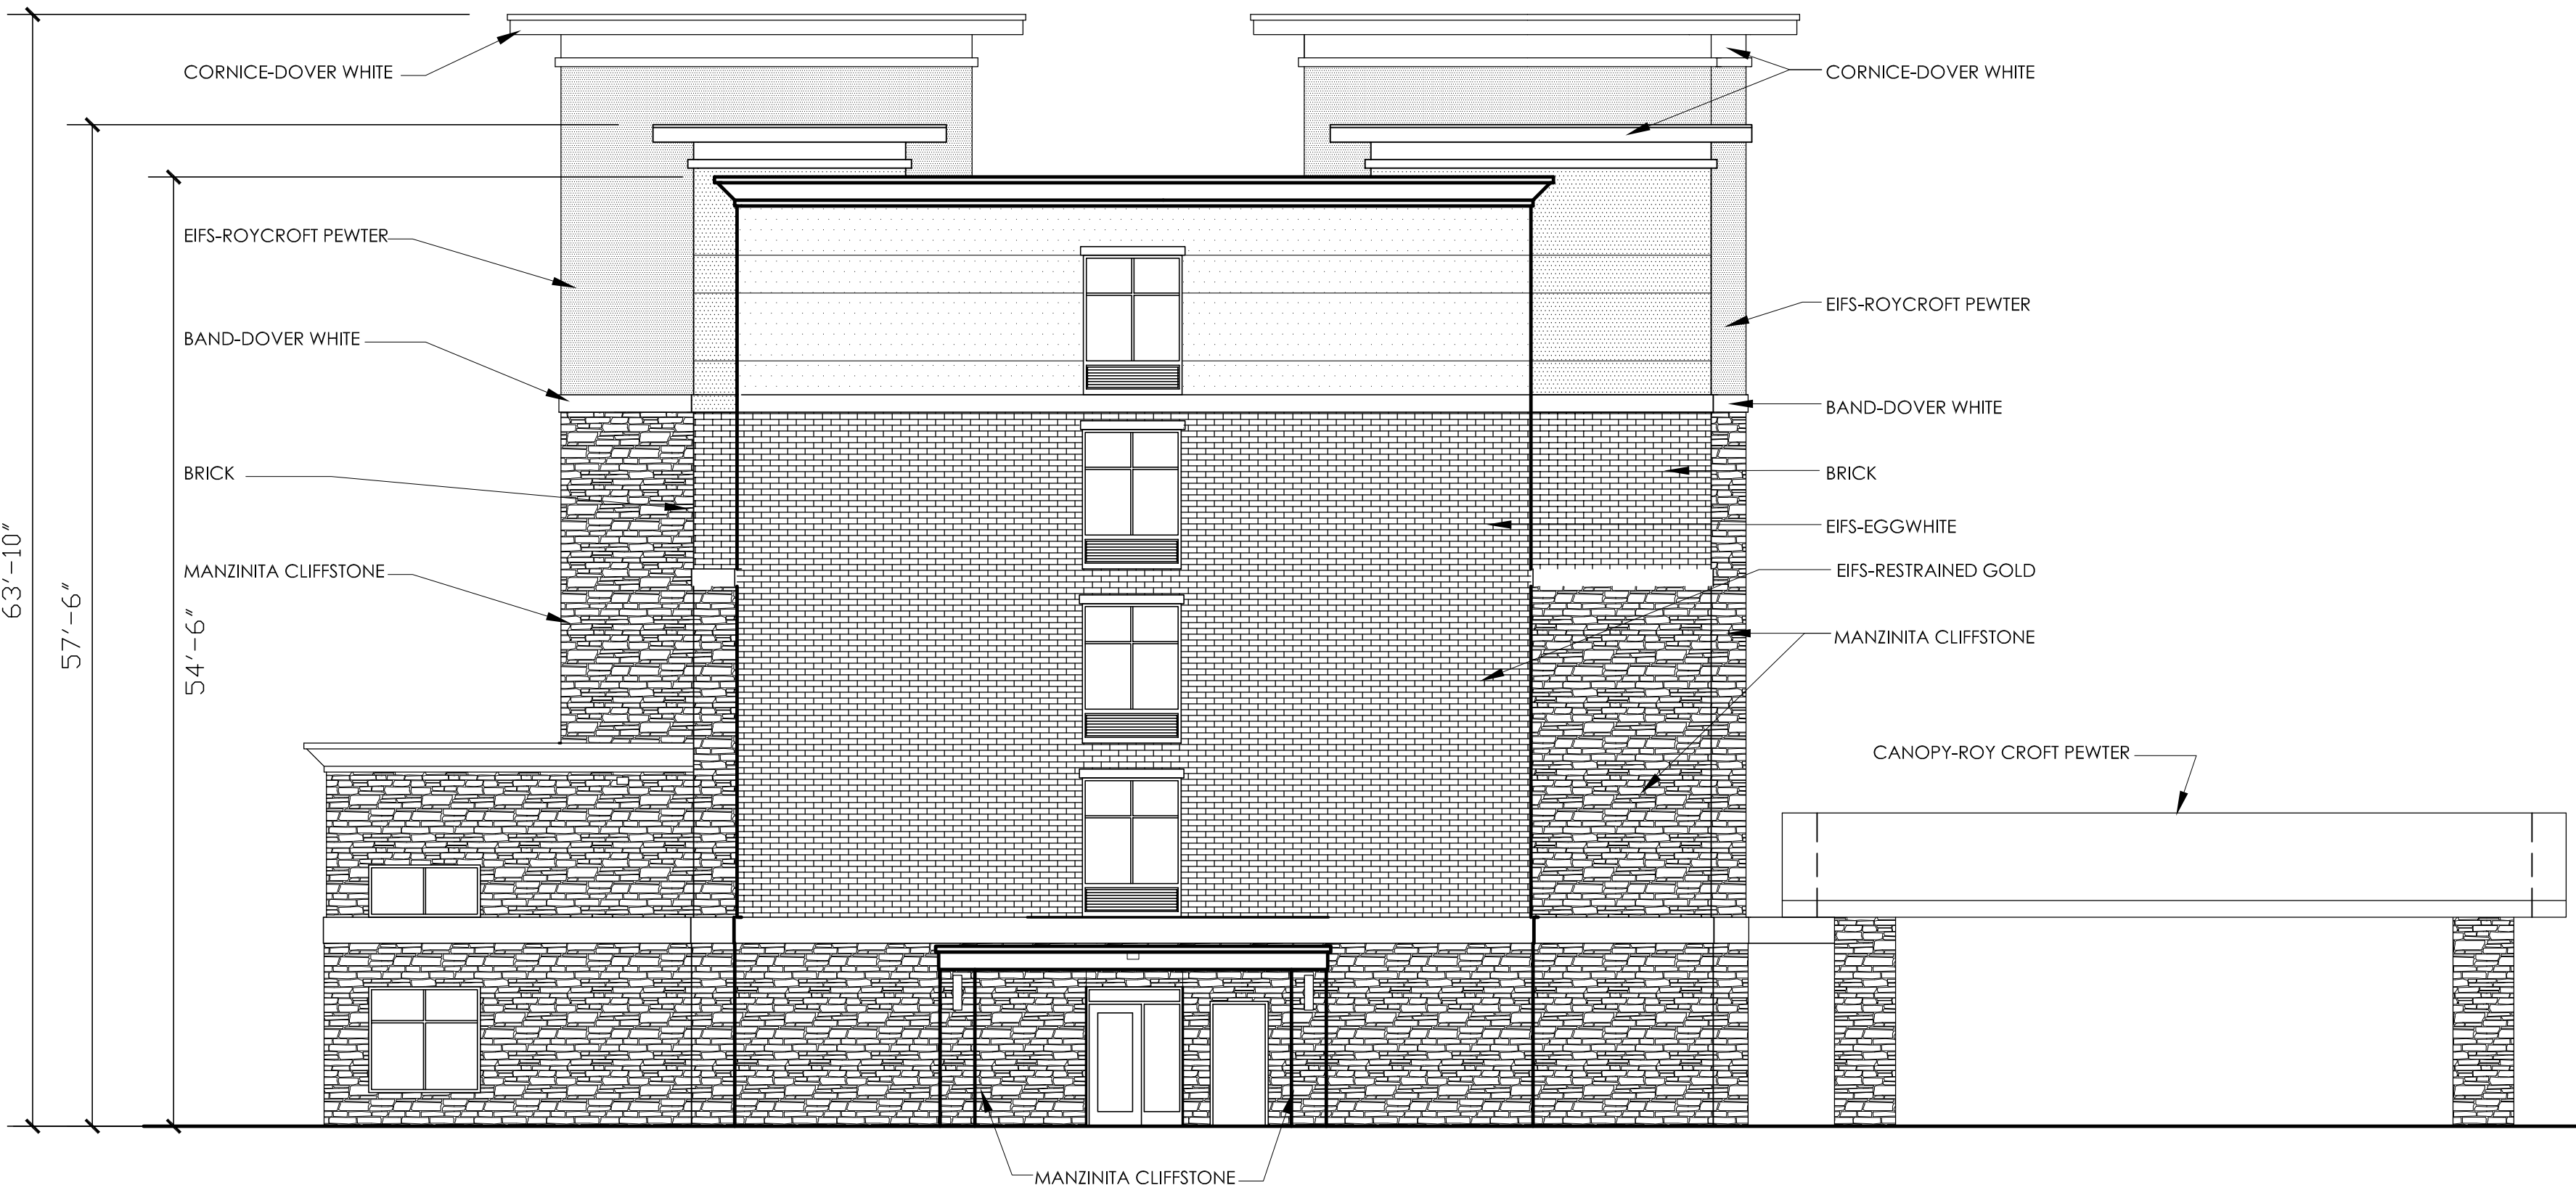 CORNICE-DOVER WHITE
CORNICE-DOVER WHITE
EIFS-ROYCROFT PEWTER
EIFS-ROYCROFT PEWTER
BAND-DOVER WHITE
BAND-DOVER WHITE
BRICK
BRICK
EIFS-EGGWHITE
63'-10"
57'-6"
54'-6"
MANZINITA CLIFFSTONE
EIFS-RESTRAINED GOLD
MANZINITA CLIFFSTONE
CANOPY-ROY CROFT PEWTER
MANZINITA CLIFFSTONE